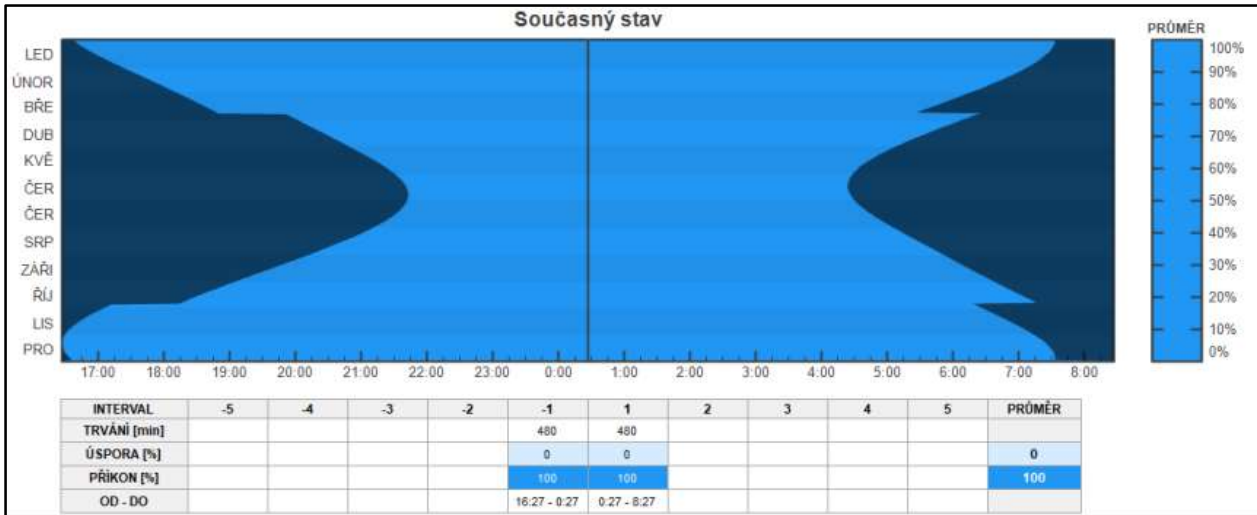 Současný stav
PRŮMĚR
LED
ÚNOR
BŘE
DUB
KVĚ
ČER
ČER
SRP
ZÁŘI
ŘÍJ
LIS
PRO
17:00 18:00 19:00 20:00 21:00 22:00 23:00 0:00 1:00 2:00 3:00 4:00 5:00 6:00 7:00 8:00
100%
90%
80%
70%
60%
50%
40%
30%
20%
10%
0%
INTERVAL -5 -4 -3 -2 -1 1 2 3 4 5 PRŮMĚR
TRVÁNÍ [min] 480 480
ÚSPORA [%] 0 0 0
PŘÍKON [%] 100 100 100
OD - DO 16:27 - 0:27 0:27 - 8:27